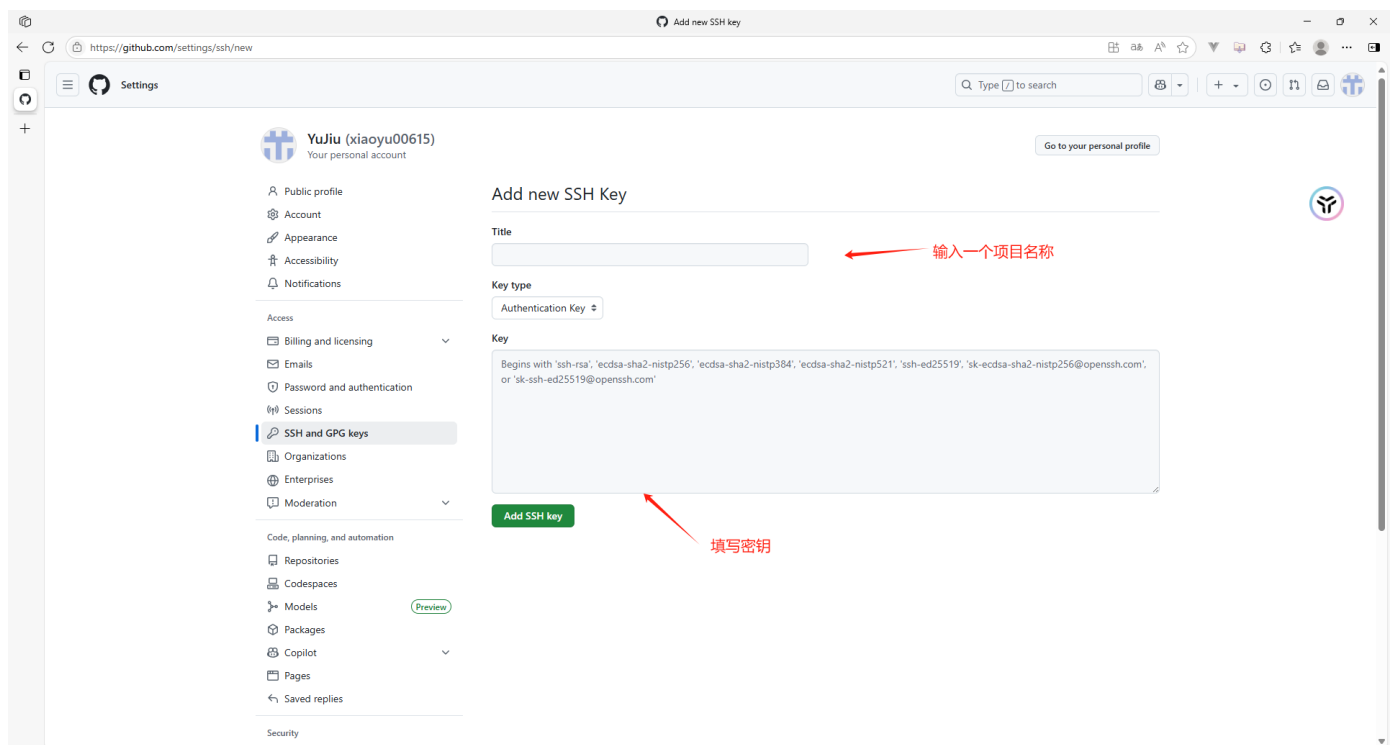 Add new SSH key
https://github.com/settings/ssh/new
Settings
Type / to search
YuJiu (xiaoyu00615)
Your personal account
Go to your personal profile
Public profile
Account
Appearance
Accessibility
Notifications
Access
Billing and licensing
Emails
Password and authentication
Sessions
SSH and GPG keys
Organizations
Enterprises
Moderation
Code, planning, and automation
Repositories
Codespaces
Models
Preview
Packages
Copilot
Pages
Saved replies
Security
Add new SSH Key
Title
输入一个项目名称
Key type
Authentication Key
Key
Begins with 'ssh-rsa', 'ecdsa-sha2-nistp256', 'ecdsa-sha2-nistp384', 'ecdsa-sha2-nistp521', 'ssh-ed25519', 'sk-ecdsa-sha2-nistp256@openssh.com',
or 'sk-ssh-ed25519@openssh.com'
Add SSH key
填写密钥